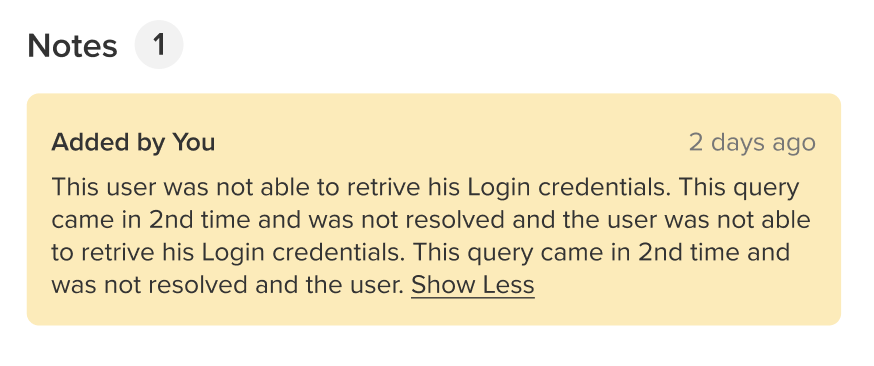 Notes 1
Added by You 2 days ago
This user was not able to retrive his Login credentials. This query
came in 2nd time and was not resolved and the user was not able
to retrive his Login credentials. This query came in 2nd time and
was not resolved and the user. Show Less